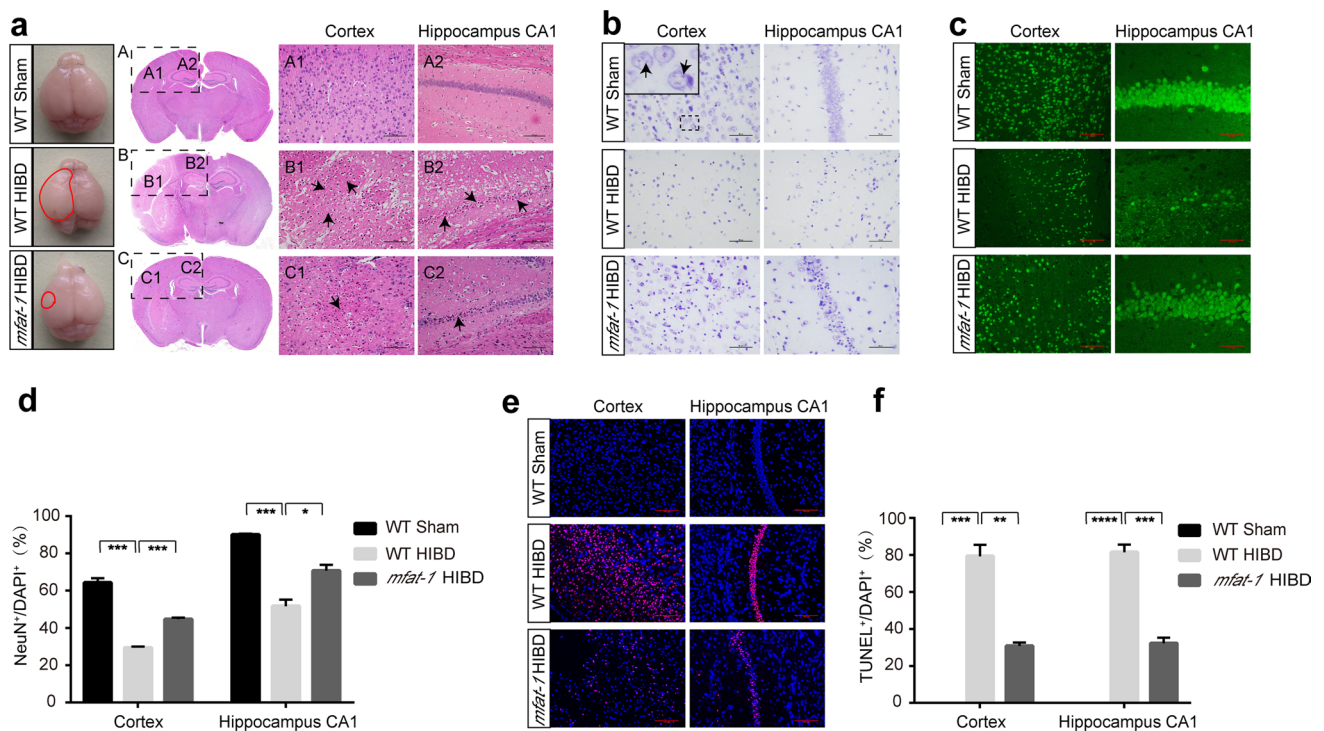 a
Cortex
Hippocampus CA1
WT Sham
A
A1
A2
A1
A2
WT HIBD
B
B1
B2
B1
B2
mfat-1 HIBD
C
C1
C2
C1
C2
b
Cortex
Hippocampus CA1
WT Sham
WT HIBD
mfat-1 HIBD
c
Cortex
Hippocampus CA1
WT Sham
WT HIBD
mfat-1 HIBD
d
NeuN⁺/DAPI⁺ (%)
100
80
60
40
20
0
***
***
***
*
Cortex
Hippocampus CA1
WT Sham
WT HIBD
mfat-1 HIBD
e
Cortex
Hippocampus CA1
WT Sham
WT HIBD
mfat-1 HIBD
f
TUNEL⁺/DAPI⁺ (%)
100
80
60
40
20
0
***
**
****
***
Cortex
Hippocampus CA1
WT Sham
WT HIBD
mfat-1 HIBD